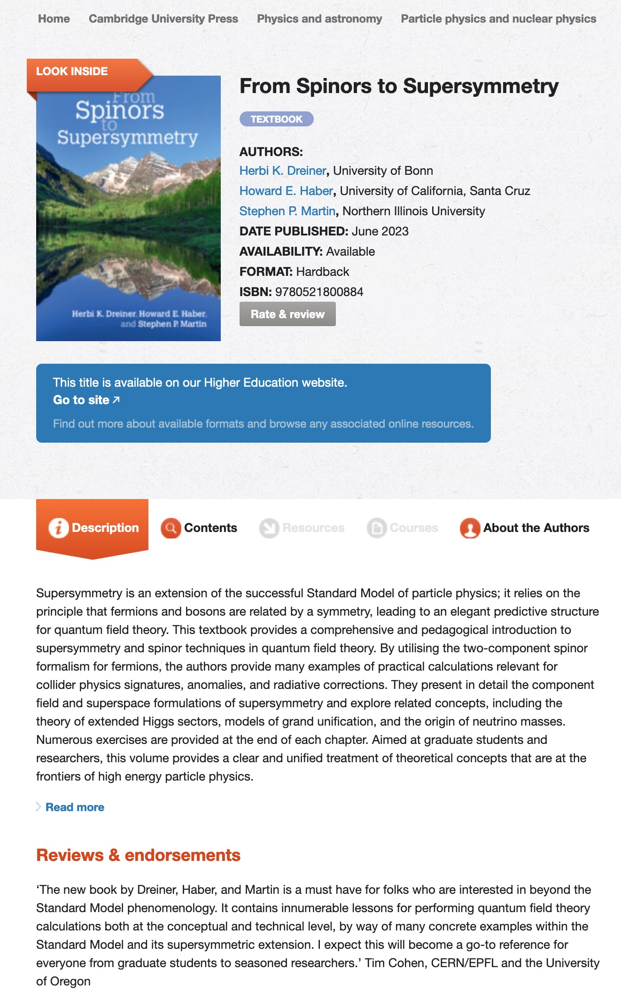 Home Cambridge University Press Physics and astronomy Particle physics and nuclear physics
LOOK INSIDE
From
Spinors
to
Supersymmetry
Herbi K. Dreiner, Howard E. Haber,
and Stephen P. Martin
From Spinors to Supersymmetry
TEXTBOOK
AUTHORS:
Herbi K. Dreiner, University of Bonn
Howard E. Haber, University of California, Santa Cruz
Stephen P. Martin, Northern Illinois University
DATE PUBLISHED: June 2023
AVAILABILITY: Available
FORMAT: Hardback
ISBN: 9780521800884
Rate & review
This title is available on our Higher Education website.
Go to site ↗
Find out more about available formats and browse any associated online resources.
Description Contents Resources Courses About the Authors
Supersymmetry is an extension of the successful Standard Model of particle physics; it relies on the
principle that fermions and bosons are related by a symmetry, leading to an elegant predictive structure
for quantum field theory. This textbook provides a comprehensive and pedagogical introduction to
supersymmetry and spinor techniques in quantum field theory. By utilising the two-component spinor
formalism for fermions, the authors provide many examples of practical calculations relevant for
collider physics signatures, anomalies, and radiative corrections. They present in detail the component
field and superspace formulations of supersymmetry and explore related concepts, including the
theory of extended Higgs sectors, models of grand unification, and the origin of neutrino masses.
Numerous exercises are provided at the end of each chapter. Aimed at graduate students and
researchers, this volume provides a clear and unified treatment of theoretical concepts that are at the
frontiers of high energy particle physics.
Read more
Reviews & endorsements
‘The new book by Dreiner, Haber, and Martin is a must have for folks who are interested in beyond the
Standard Model phenomenology. It contains innumerable lessons for performing quantum field theory
calculations both at the conceptual and technical level, by way of many concrete examples within the
Standard Model and its supersymmetric extension. I expect this will become a go-to reference for
everyone from graduate students to seasoned researchers.’ Tim Cohen, CERN/EPFL and the University
of Oregon